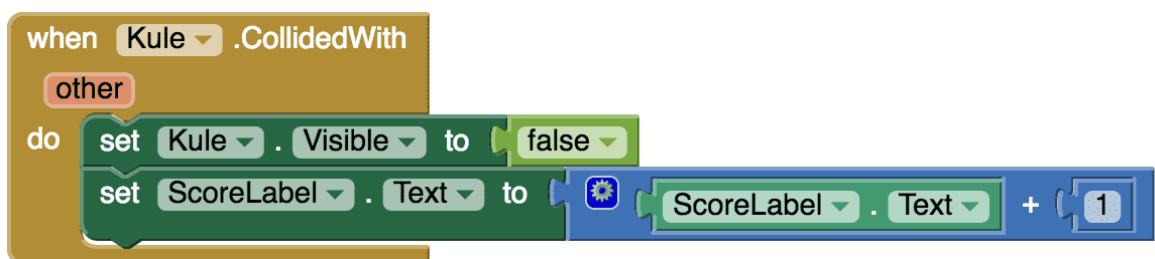 when Kule .CollidedWith
other
do set Kule . Visible to false
set ScoreLabel . Text to ScoreLabel . Text + 1